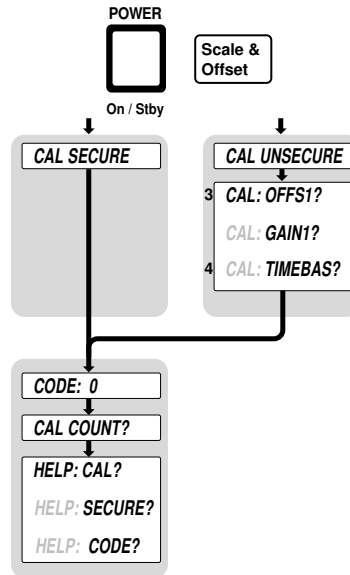 POWER
Scale &
Offset
On / Stby
CAL SECURE
CAL UNSECURE
3 CAL: OFFS1?
CAL: GAIN1?
4 CAL: TIMEBAS?
CODE: 0
CAL COUNT?
HELP: CAL?
HELP: SECURE?
HELP: CODE?